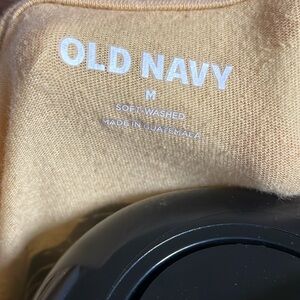 OLD NAVY
M
SOFT-WASHED
MADE IN GUATEMALA